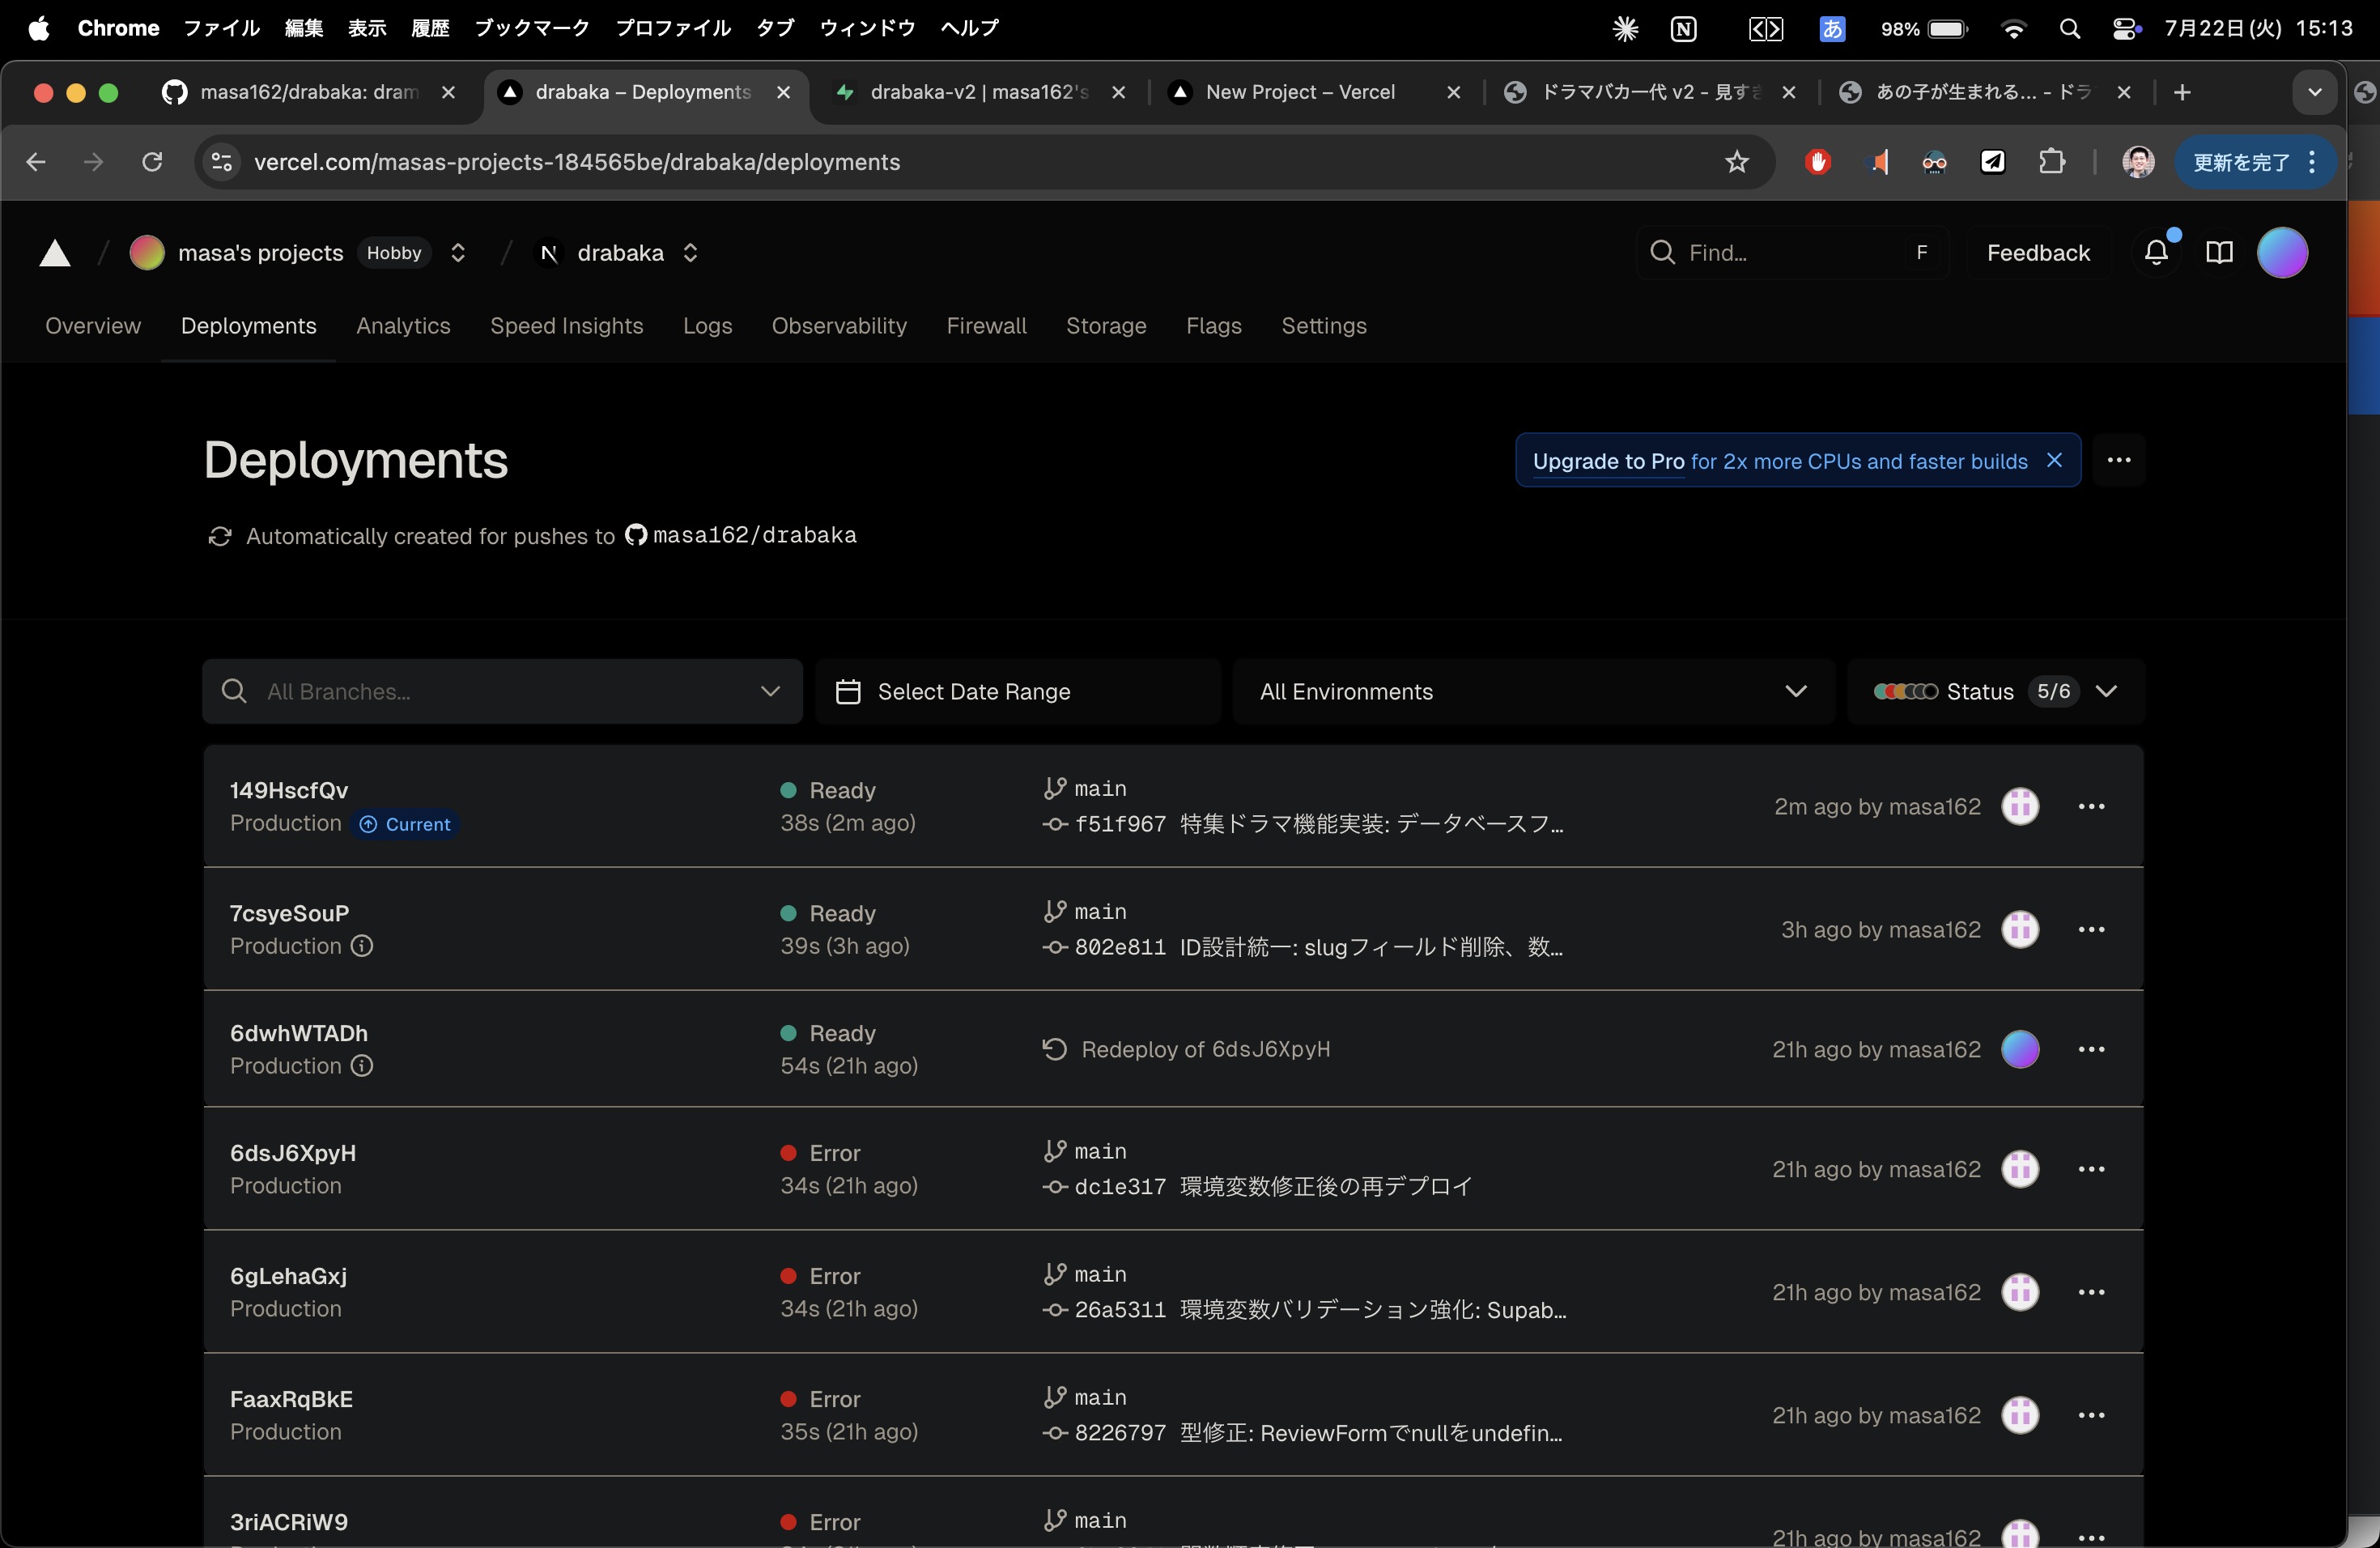 Chrome ファイル 編集 表示 履歴 ブックマーク プロファイル タブ ウィンドウ ヘルプ あ 98% 7月22日(火) 15:13
masa162/drabaka: dram drabaka – Deployments drabaka-v2 | masa162's New Project – Vercel ドラマバカ一代 v2 - 見すぎ あの子が生まれる... - ドラ
vercel.com/masas-projects-184565be/drabaka/deployments 更新を完了
masa's projects Hobby drabaka Find... F Feedback
Overview Deployments Analytics Speed Insights Logs Observability Firewall Storage Flags Settings
Deployments
Upgrade to Pro for 2x more CPUs and faster builds
Automatically created for pushes to masa162/drabaka
All Branches... Select Date Range All Environments Status 5/6
149HscfQv Ready main
Production Current 38s (2m ago) f51f967 特集ドラマ機能実装: データベースフ... 2m ago by masa162
7csyeSouP Ready main
Production 39s (3h ago) 802e811 ID設計統一: slugフィールド削除、数... 3h ago by masa162
6dwhWTADh Ready
Production 54s (21h ago) Redeploy of 6dsJ6XpyH 21h ago by masa162
6dsJ6XpyH Error main
Production 34s (21h ago) dc1e317 環境変数修正後の再デプロイ 21h ago by masa162
6gLehaGxj Error main
Production 34s (21h ago) 26a5311 環境変数バリデーション強化: Supab... 21h ago by masa162
FaaxRqBkE Error main
Production 35s (21h ago) 8226797 型修正: ReviewFormでnullをundefin... 21h ago by masa162
3riACRiW9 Error main
21h ago by masa162